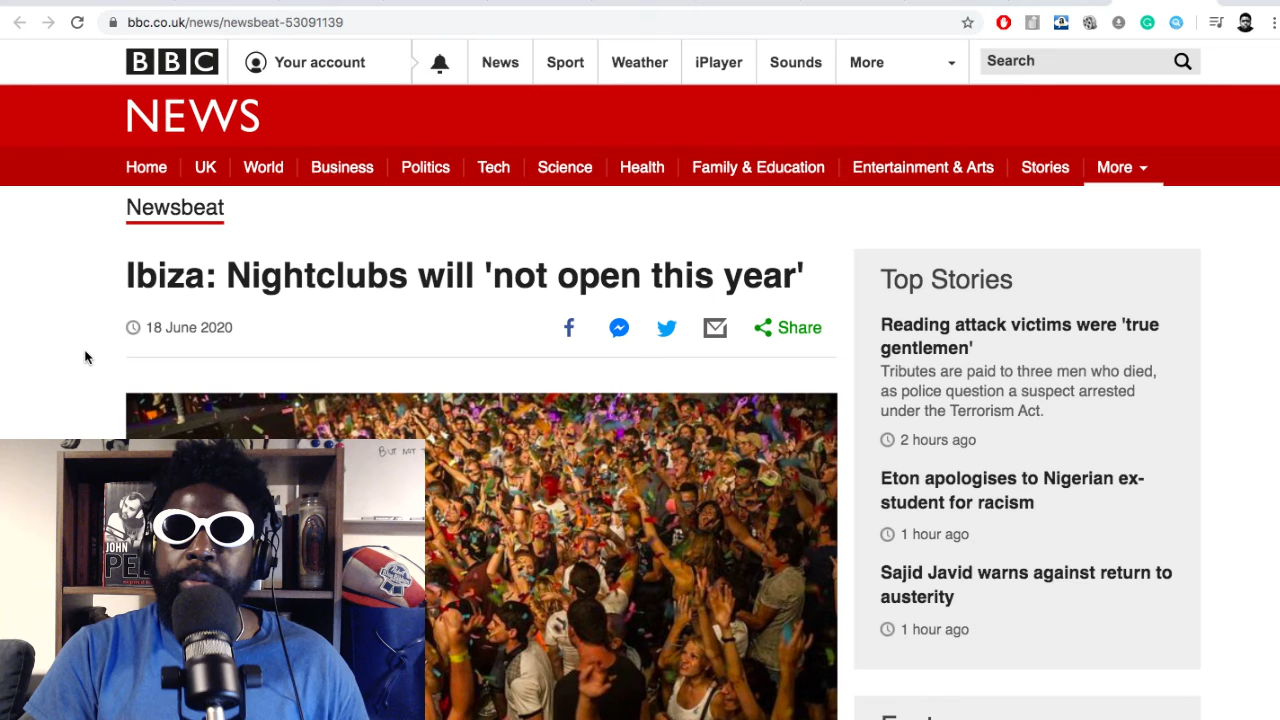 bbc.co.uk/news/newsbeat-53091139
BBC
Your account
News
Sport
Weather
iPlayer
Sounds
More
Search
NEWS
Home
UK
World
Business
Politics
Tech
Science
Health
Family & Education
Entertainment & Arts
Stories
More
Newsbeat
Ibiza: Nightclubs will 'not open this year'
18 June 2020
Share
Top Stories
Reading attack victims were 'true
gentlemen'
Tributes are paid to three men who died,
as police question a suspect arrested
under the Terrorism Act.
2 hours ago
Eton apologises to Nigerian ex-
student for racism
1 hour ago
Sajid Javid warns against return to
austerity
1 hour ago
BUT NOT
JOHN